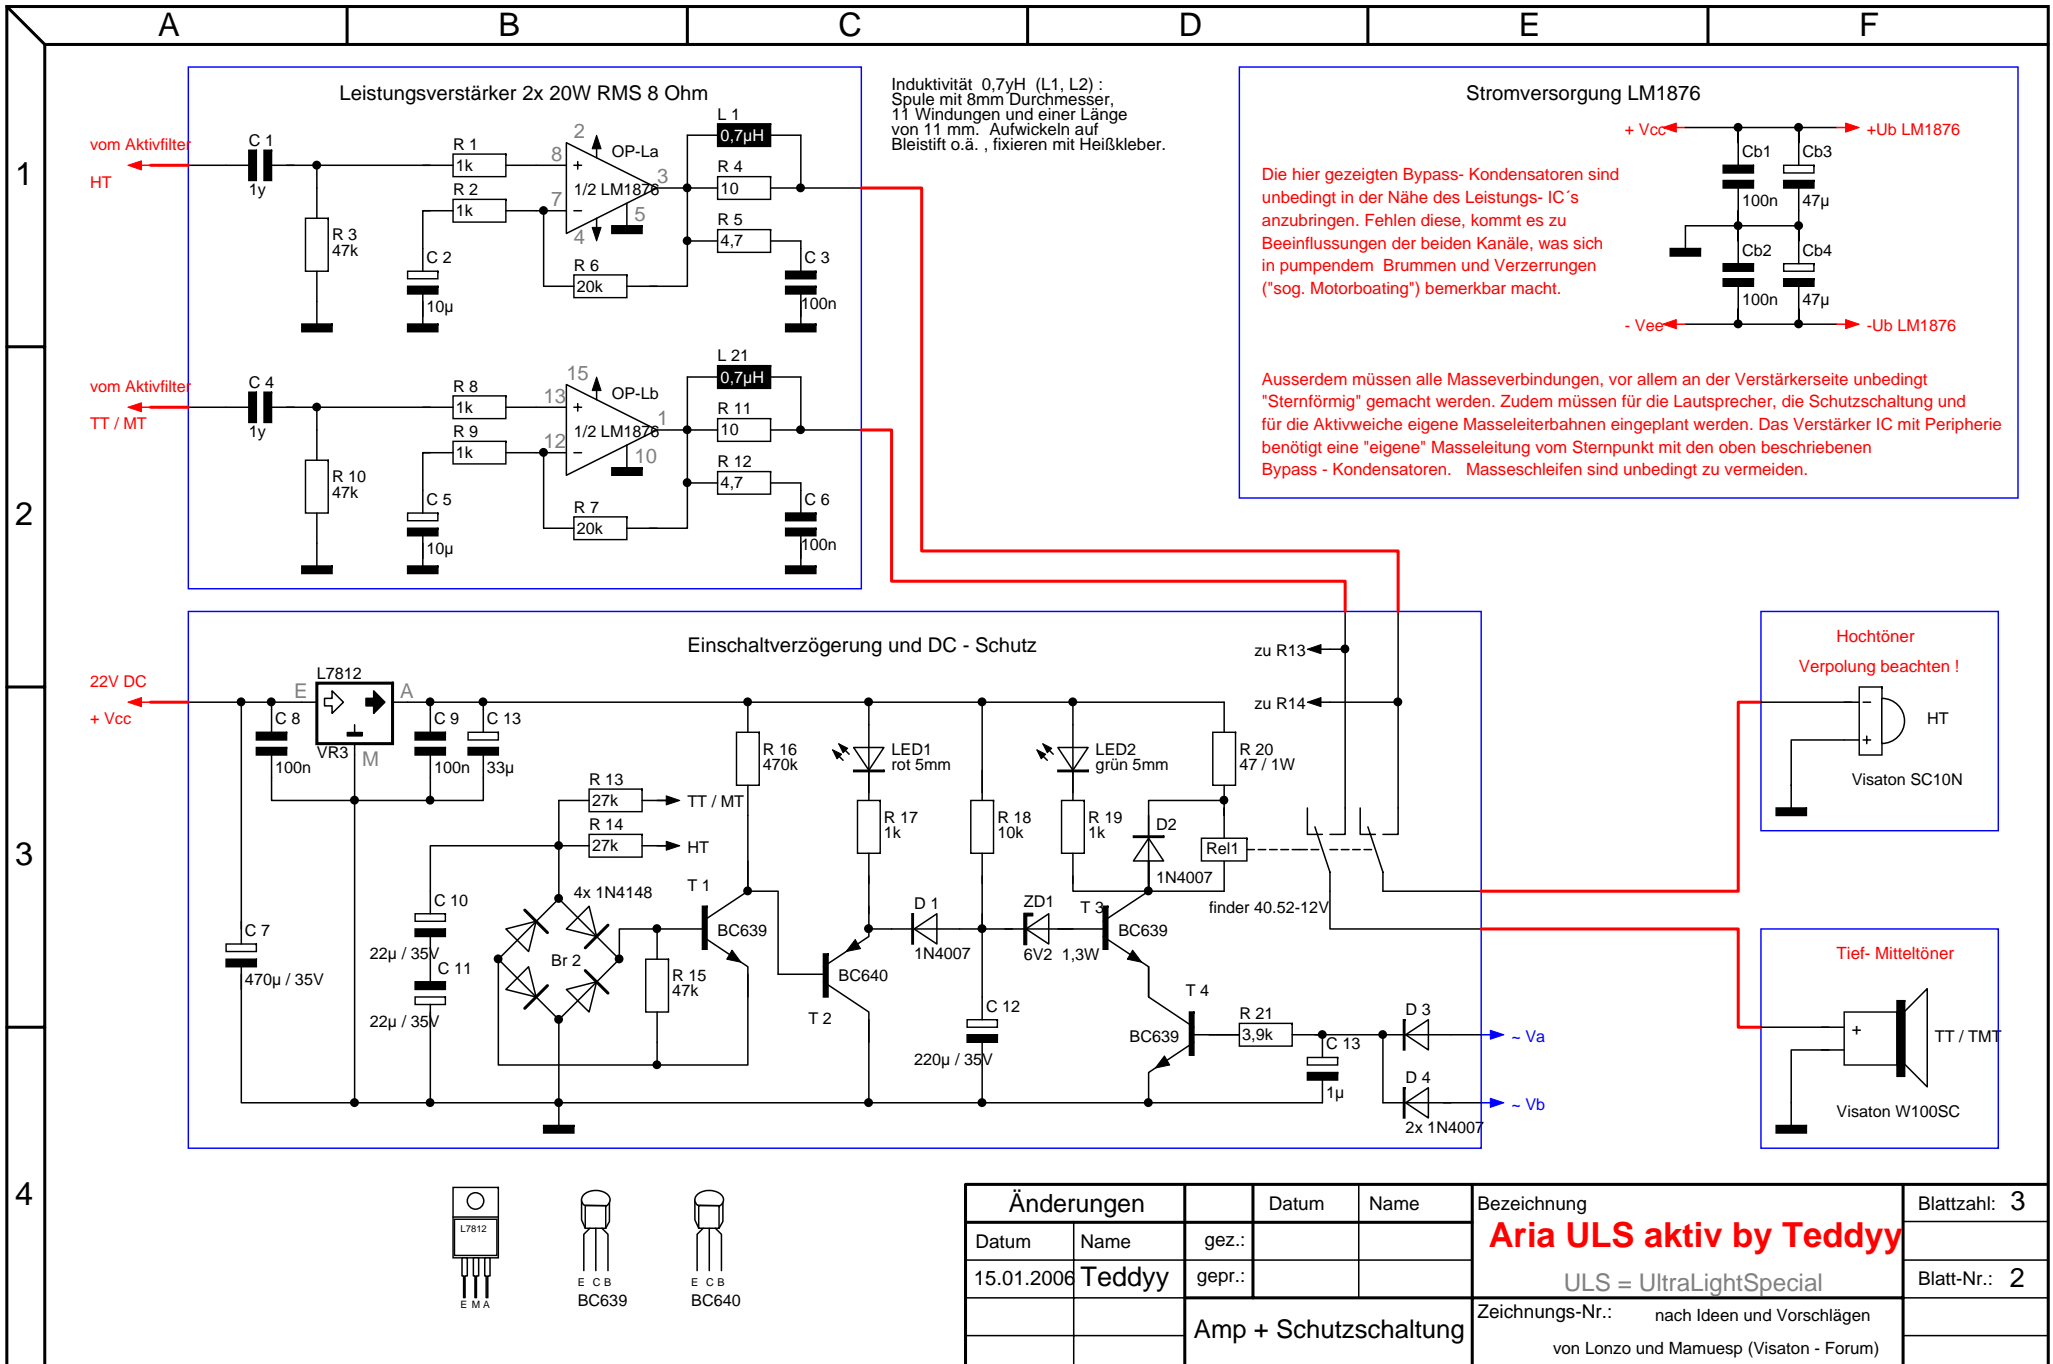 A B C D E F
1
2
3
4
Leistungsverstärker 2x 20W RMS 8 Ohm
vom Aktivfilter
HT
C 1
1y
R 3
47k
R 1
1k
R 2
1k
C 2
10µ
2
8
+
OP-La
1/2 LM1876
3
7
−
5
4
R 6
20k
L 1
0,7µH
R 4
10
R 5
4,7
C 3
100n
vom Aktivfilter
TT / MT
C 4
1y
R 10
47k
R 8
1k
R 9
1k
C 5
10µ
15
13
+
OP-Lb
1/2 LM1876
1
12
−
10
R 7
20k
L 21
0,7µH
R 11
10
R 12
4,7
C 6
100n
Induktivität 0,7yH (L1, L2) :
Spule mit 8mm Durchmesser,
11 Windungen und einer Länge
von 11 mm. Aufwickeln auf
Bleistift o.ä. , fixieren mit Heißkleber.
Stromversorgung LM1876
+ Vcc
+Ub LM1876
Cb1
100n
Cb3
47µ
Cb2
100n
Cb4
47µ
- Vee
-Ub LM1876
Die hier gezeigten Bypass- Kondensatoren sind
unbedingt in der Nähe des Leistungs- IC´s
anzubringen. Fehlen diese, kommt es zu
Beeinflussungen der beiden Kanäle, was sich
in pumpendem Brummen und Verzerrungen
("sog. Motorboating") bemerkbar macht.
Ausserdem müssen alle Masseverbindungen, vor allem an der Verstärkerseite unbedingt
"Sternförmig" gemacht werden. Zudem müssen für die Lautsprecher, die Schutzschaltung und
für die Aktivweiche eigene Masseleiterbahnen eingeplant werden. Das Verstärker IC mit Peripherie
benötigt eine "eigene" Masseleitung vom Sternpunkt mit den oben beschriebenen
Bypass - Kondensatoren. Masseschleifen sind unbedingt zu vermeiden.
Einschaltverzögerung und DC - Schutz
22V DC
+ Vcc
L7812
E
A
VR3
M
C 8
100n
C 9
100n
C 13
33µ
C 7
470µ / 35V
R 13
27k
TT / MT
R 14
27k
HT
C 10
22µ / 35V
C 11
22µ / 35V
4x 1N4148
Br 2
R 15
47k
T 1
BC639
R 16
470k
T 2
BC640
LED1
rot 5mm
R 17
1k
D 1
1N4007
R 18
10k
C 12
220µ / 35V
ZD1
6V2 1,3W
LED2
grün 5mm
R 19
1k
T 3
BC639
D2
1N4007
R 20
47 / 1W
Rel1
finder 40.52-12V
zu R13
zu R14
T 4
BC639
R 21
3,9k
C 13
1µ
D 3
D 4
2x 1N4007
~ Va
~ Vb
Hochtöner
Verpolung beachten !
−
+
HT
Visaton SC10N
Tief- Mitteltöner
+
TT / TMT
Visaton W100SC
L7812
E M A
E C B
BC639
E C B
BC640
Änderungen
Datum Name
15.01.2006 Teddyy
Datum Name
gez.:
gepr.:
Amp + Schutzschaltung
Bezeichnung
Aria ULS aktiv by Teddyy
ULS = UltraLightSpecial
Zeichnungs-Nr.: nach Ideen und Vorschlägen
von Lonzo und Mamuesp (Visaton - Forum)
Blattzahl: 3
Blatt-Nr.: 2